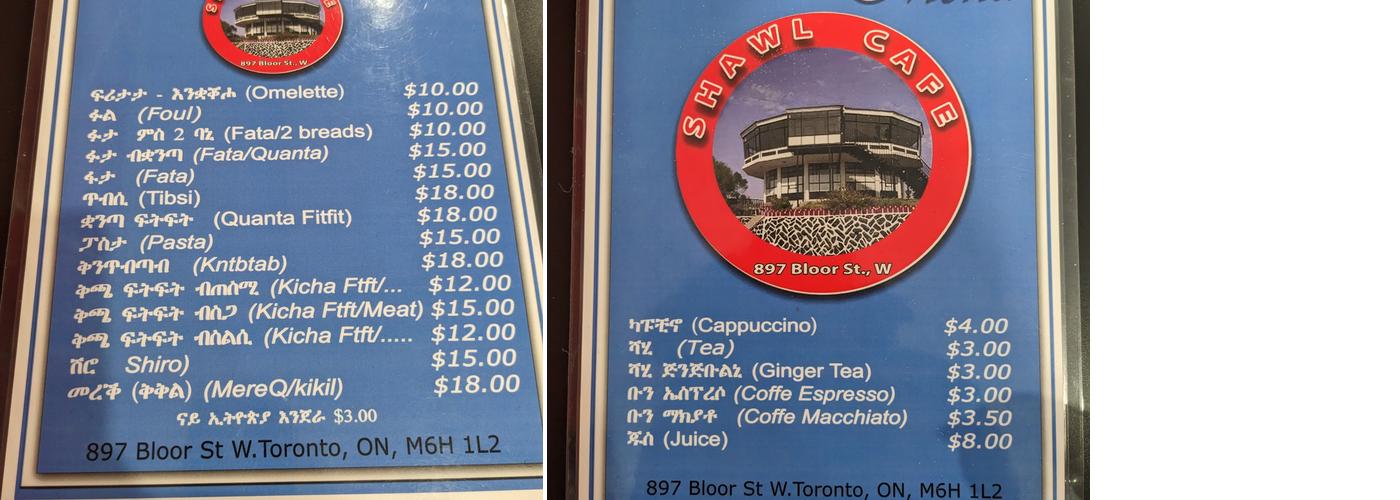 897 Bloor St., W
ፍሪታታ - እንቋቾሖ (Omelette) $10.00
ፉል (Foul) $10.00
ፋታ ምስ 2 ባኒ (Fata/2 breads) $10.00
ፋታ ብቋንጣ (Fata/Quanta) $15.00
ፋታ (Fata) $15.00
ጥብሲ (Tibsi) $18.00
ቋንጣ ፍትፍት (Quanta Fitfit) $18.00
ፓስታ (Pasta) $15.00
ቅንጥብጣብ (Kntbtab) $18.00
ቅጫ ፍትፍት ብጠስሚ (Kicha Ftft/... $12.00
ቅጫ ፍትፍት ብስጋ (Kicha Ftft/Meat) $15.00
ቅጫ ፍትፍት ብስልሲ (Kicha Ftft/..... $12.00
ሽሮ Shiro) $15.00
መረቕ (ቅቅል) (MereQ/kikil) $18.00
ናይ ኢትዮጵያ እንጀራ $3.00
897 Bloor St W.Toronto, ON, M6H 1L2
SHAWL CAFE
897 Bloor St., W
ካፑቺኖ (Cappuccino) $4.00
ሻሂ (Tea) $3.00
ሻሂ ጅንጅቡልኒ (Ginger Tea) $3.00
ቡን ኤስፕረሶ (Coffe Espresso) $3.00
ቡን ማኪያቶ (Coffe Macchiato) $3.50
ጁስ (Juice) $8.00
897 Bloor St W.Toronto, ON, M6H 1L2